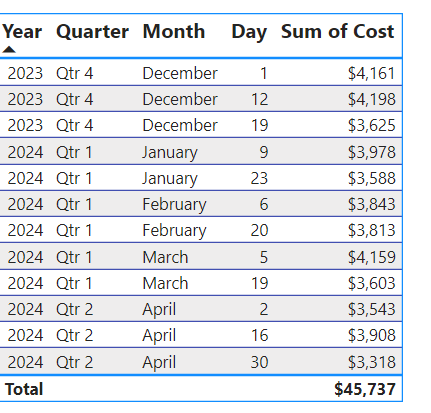 Year Quarter Month Day Sum of Cost
2023 Qtr 4 December 1 $4,161
2023 Qtr 4 December 12 $4,198
2023 Qtr 4 December 19 $3,625
2024 Qtr 1 January 9 $3,978
2024 Qtr 1 January 23 $3,588
2024 Qtr 1 February 6 $3,843
2024 Qtr 1 February 20 $3,813
2024 Qtr 1 March 5 $4,159
2024 Qtr 1 March 19 $3,603
2024 Qtr 2 April 2 $3,543
2024 Qtr 2 April 16 $3,908
2024 Qtr 2 April 30 $3,318
Total $45,737